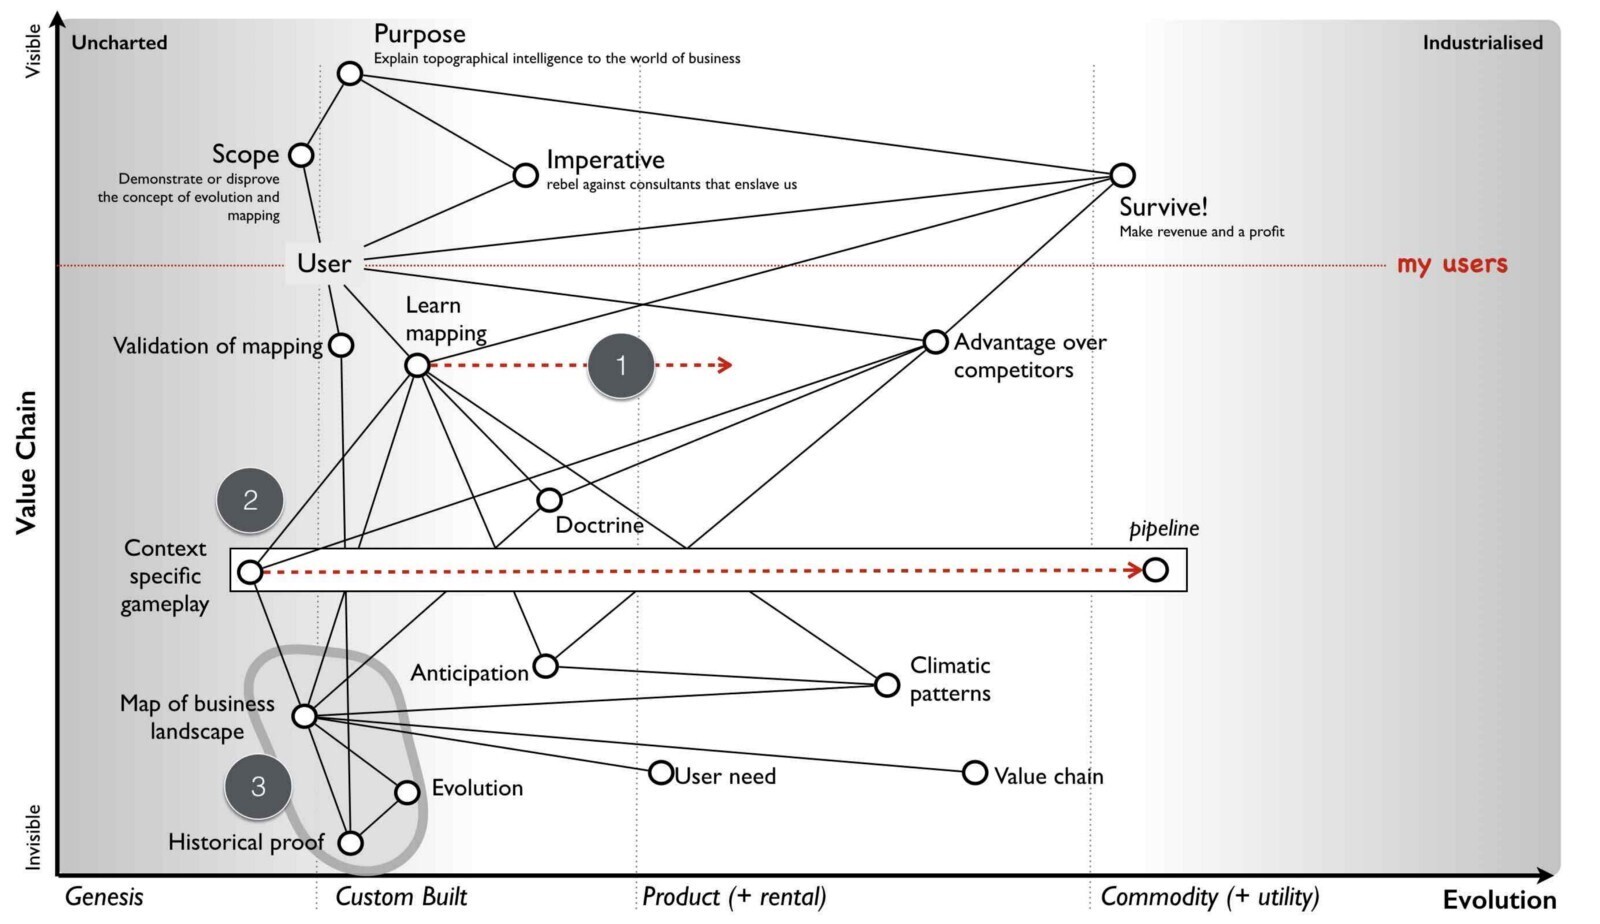 Visible
Uncharted
Purpose
Explain topographical intelligence to the world of business
Industrialised
Scope
Demonstrate or disprove
the concept of evolution and
mapping
Imperative
rebel against consultants that enslave us
Survive!
Make revenue and a profit
User
my users
Learn
mapping
Validation of mapping
1
Advantage over
competitors
Value Chain
2
Doctrine
pipeline
Context
specific
gameplay
Anticipation
Climatic
patterns
Map of business
landscape
3
User need
Value chain
Evolution
Historical proof
Invisible
Genesis
Custom Built
Product (+ rental)
Commodity (+ utility)
Evolution